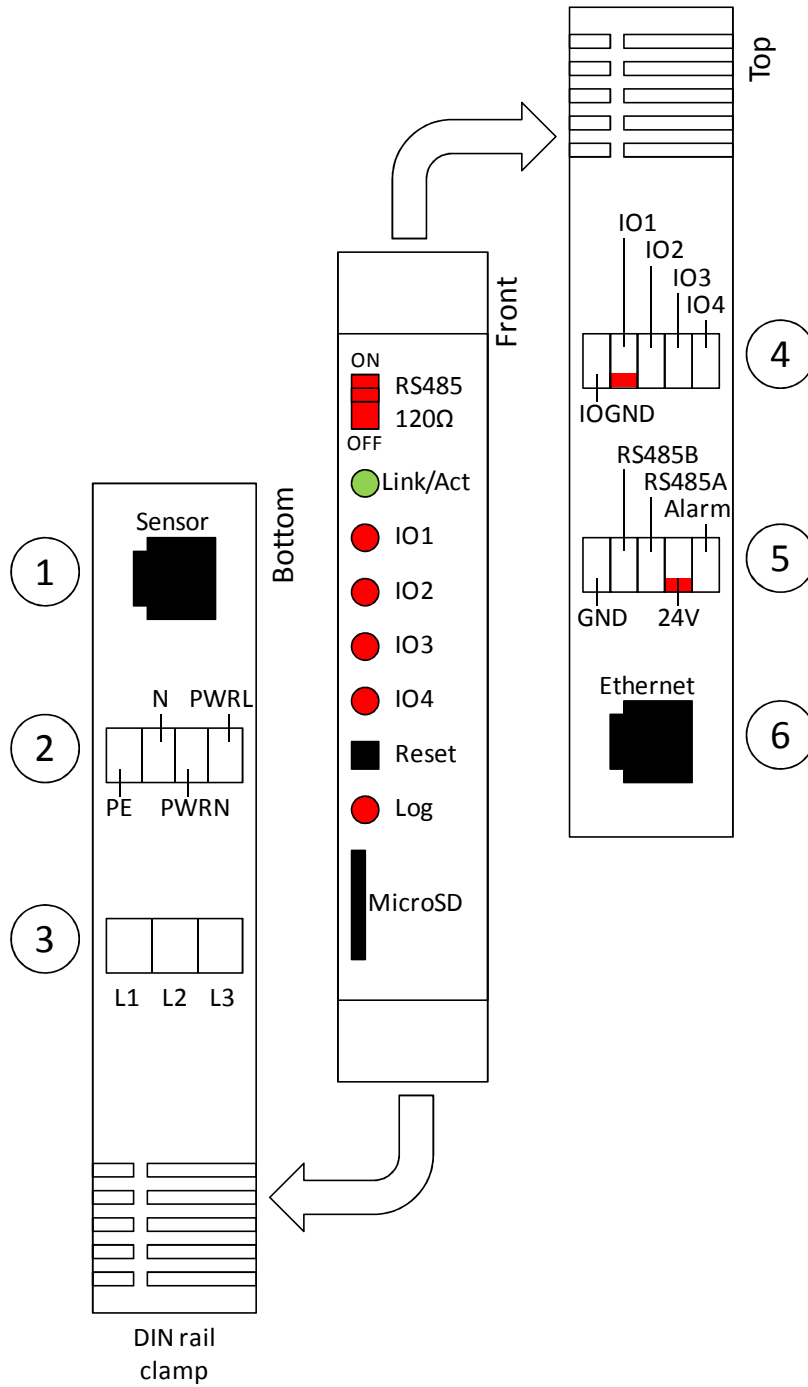 Top
IO1
IO2
IO3
IO4
4
IOGND
RS485B
RS485A
Alarm
5
GND
24V
Ethernet
6
Front
ON
RS485
120Ω
OFF
Link/Act
IO1
IO2
IO3
IO4
Reset
Log
MicroSD
Bottom
Sensor
1
N PWRL
2
PE PWRN
3
L1 L2 L3
DIN rail
clamp